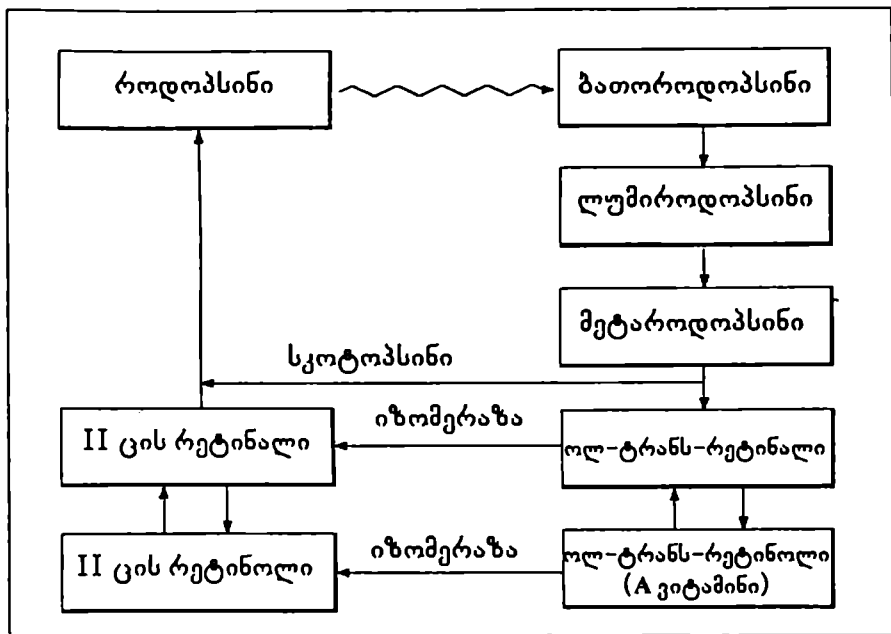 როდოპსინი
ბათოროდოპსინი
ლუმიროდოპსინი
მეტაროდოპსინი
სკოტოპსინი
იზომერაზა
II ცის რეტინალი
ოლ-ტრანს-რეტინალი
იზომერაზა
II ცის რეტინოლი
ოლ-ტრანს-რეტინოლი
(A ვიტამინი)